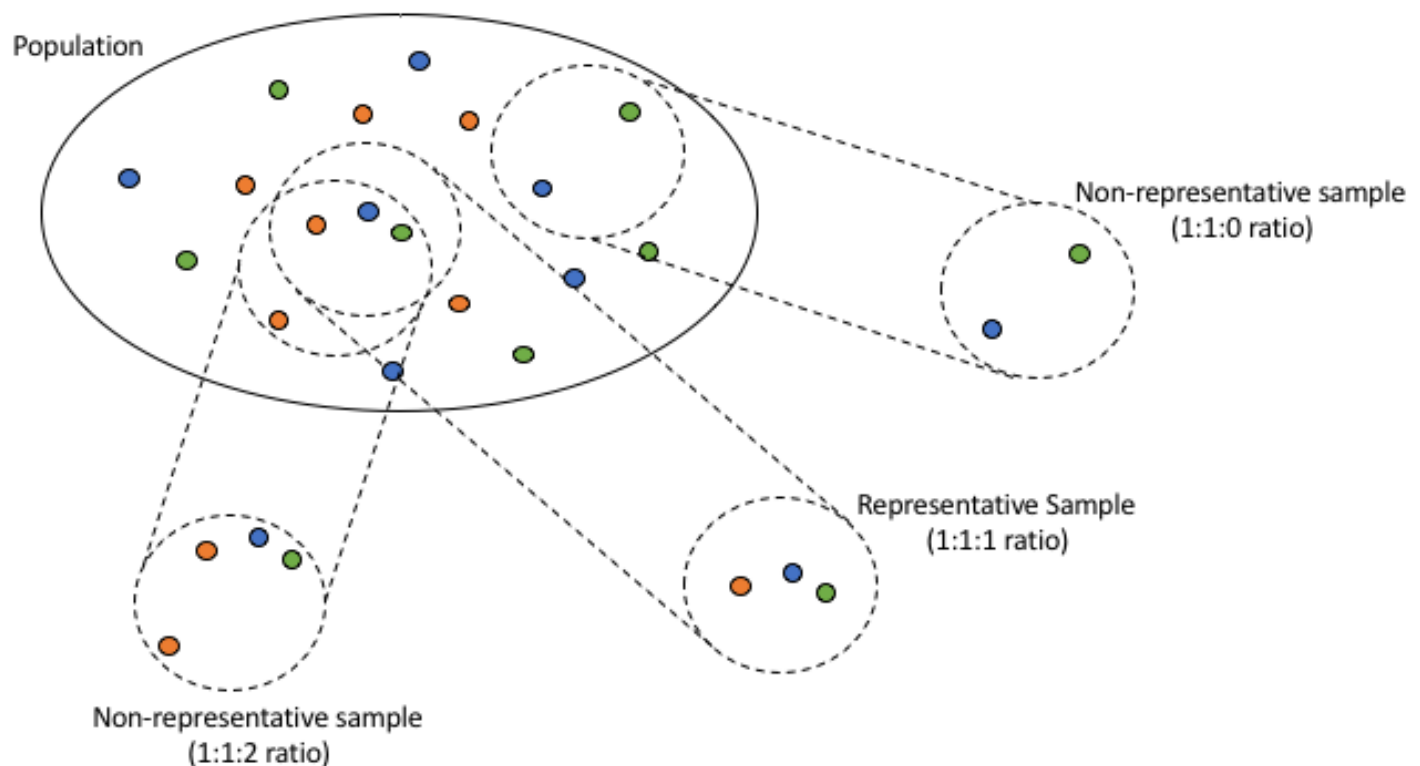 Population
Non-representative sample
(1:1:0 ratio)
Representative Sample
(1:1:1 ratio)
Non-representative sample
(1:1:2 ratio)